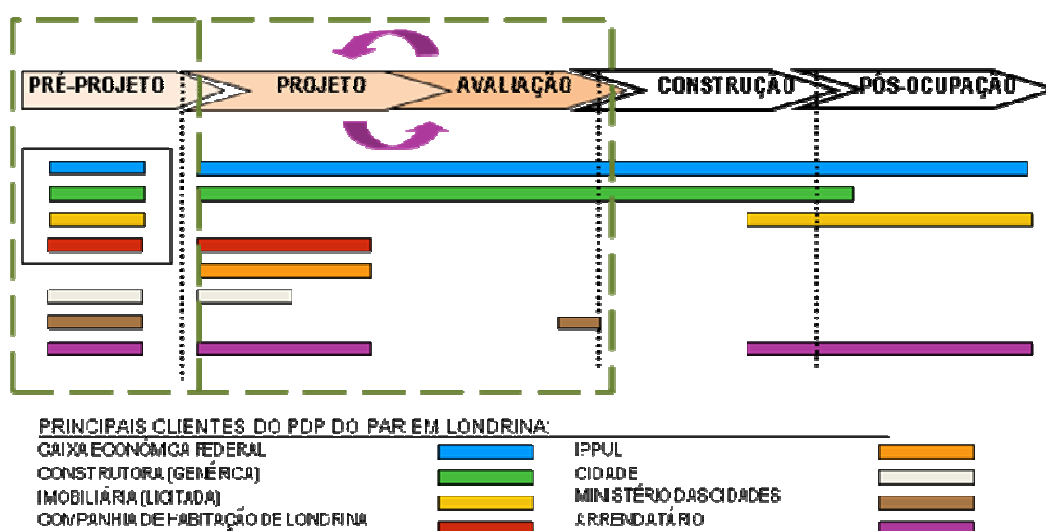 PRÉ-PROJETO PROJETO AVALIAÇÃO CONSTRUÇÃO PÓS-OCUPAÇÃO
PRINCIPAIS CLIENTES DO PDP DO PAR EM LONDRINA:
CAIXA ECONÔMICA FEDERAL
CONSTRUTORA (GENÉRICA)
IMOBILIÁRIA (LICITADA)
COMPANHIA DE HABITAÇÃO DE LONDRINA
IPPUL
CIDADE
MINISTÉRIO DAS CIDADES
ARRENDATÁRIO